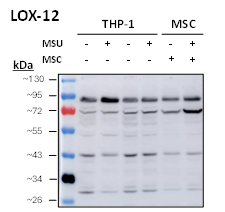 LOX-12
THP-1 MSC
MSU - + - + - +
MSC - - - - + +
kDa
~130
~95
~72
~55
~43
~34
~26